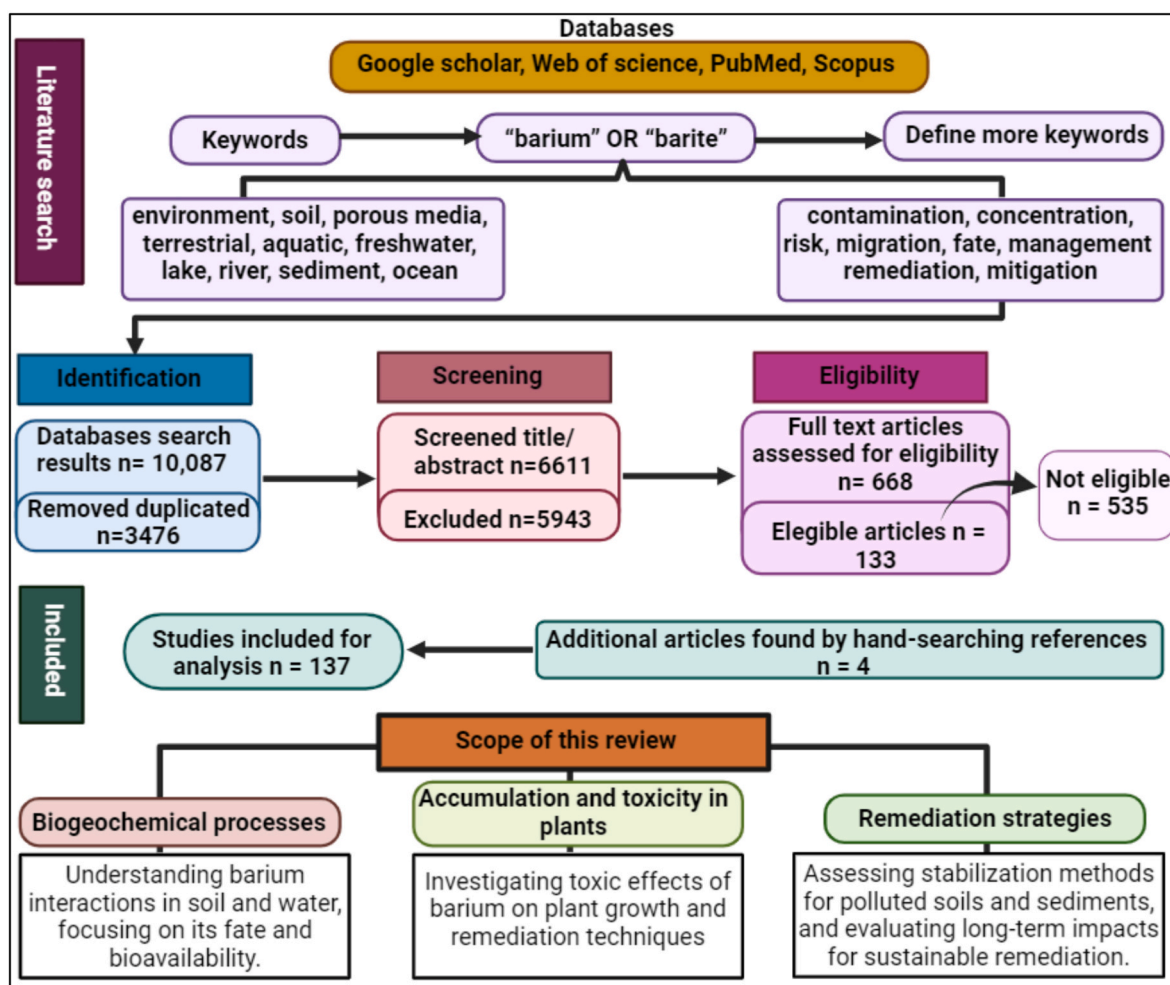 Databases
Google scholar, Web of science, PubMed, Scopus
Literature search
Keywords
“barium” OR “barite”
Define more keywords
environment, soil, porous media,
terrestrial, aquatic, freshwater,
lake, river, sediment, ocean
contamination, concentration,
risk, migration, fate, management
remediation, mitigation
Identification
Databases search
results n= 10,087
Removed duplicated
n=3476
Screening
Screened title/
abstract n=6611
Excluded n=5943
Eligibility
Full text articles
assessed for eligibility
n= 668
Elegible articles n =
133
Not eligible
n = 535
Included
Studies included for
analysis n = 137
Additional articles found by hand-searching references
n = 4
Scope of this review
Biogeochemical processes
Understanding barium
interactions in soil and water,
focusing on its fate and
bioavailability.
Accumulation and toxicity in
plants
Investigating toxic effects of
barium on plant growth and
remediation techniques
Remediation strategies
Assessing stabilization methods
for polluted soils and sediments,
and evaluating long-term impacts
for sustainable remediation.